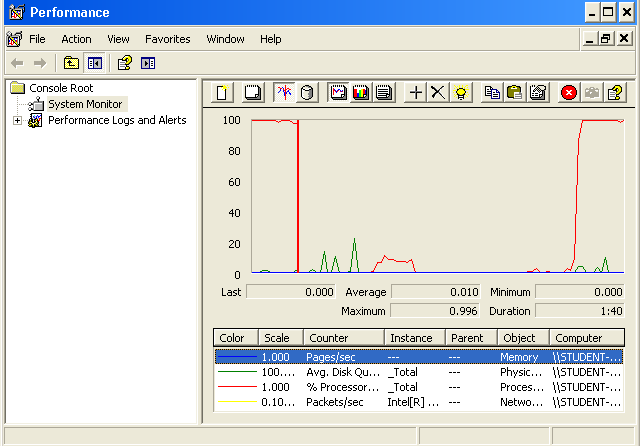 Performance
File Action View Favorites Window Help
Console Root
System Monitor
Performance Logs and Alerts
100
80
60
40
20
0
Last 0.000 Average 0.010 Minimum 0.000
Maximum 0.996 Duration 1:40
Color Scale Counter Instance Parent Object Computer
1.000 Pages/sec --- --- Memory \\STUDENT-...
100.... Avg. Disk Qu... _Total --- Physic... \\STUDENT-...
1.000 % Processor... _Total --- Proces... \\STUDENT-...
0.10... Packets/sec Intel[R] ... --- Netwo... \\STUDENT-...